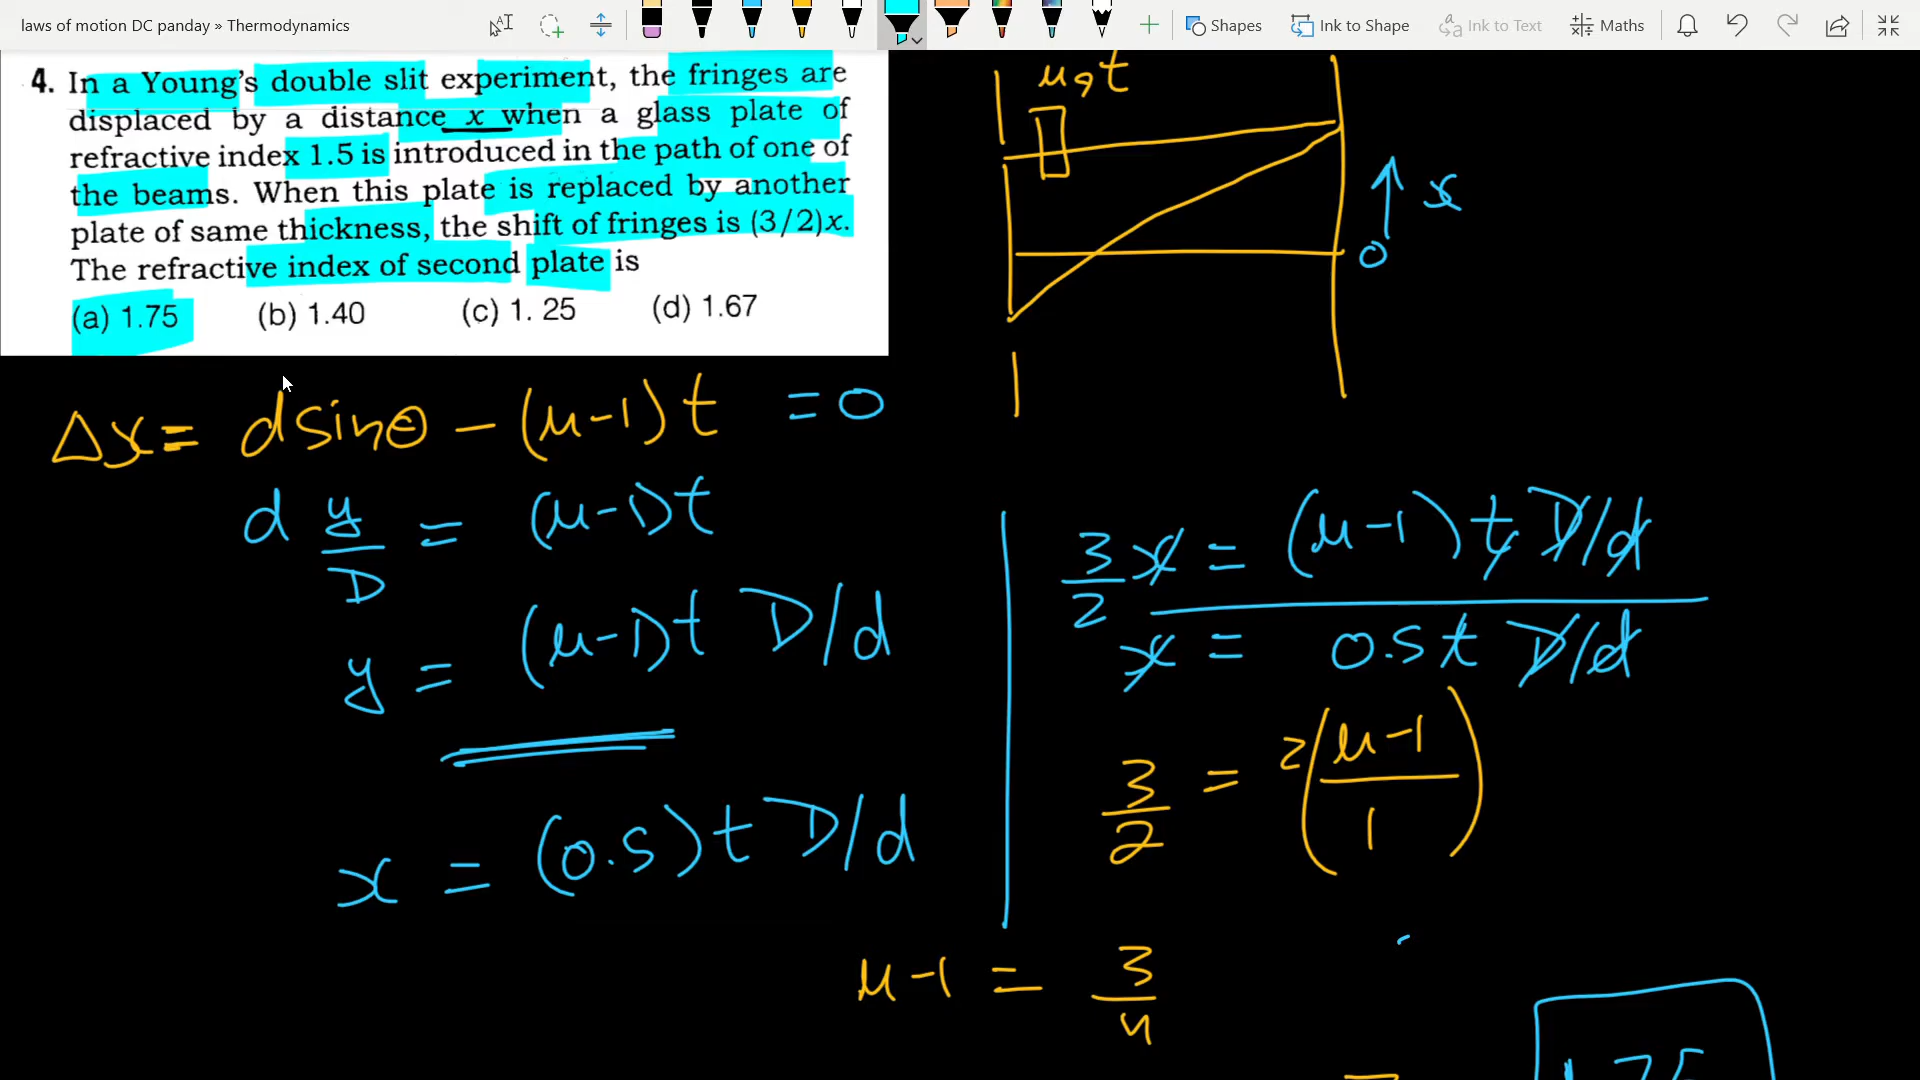 laws of motion DC panday » Thermodynamics
Shapes Ink to Shape Ink to Text Maths
4. In a Young's double slit experiment, the fringes are
displaced by a distance x when a glass plate of
refractive index 1.5 is introduced in the path of one of
the beams. When this plate is replaced by another
plate of same thickness, the shift of fringes is (3/2)x.
The refractive index of second plate is
(a) 1.75 (b) 1.40 (c) 1. 25 (d) 1.67
μ, t
x
0
Δx = d sinθ – (μ-1) t = 0
d y/D = (μ-1)t
y = (μ-1)t D/d
x = (0.5) t D/d
3/2 x = (μ-1) t D/d
x = 0.5 t D/d
3/2 = 2(μ-1/1)
μ-1 = 3/4
1.75